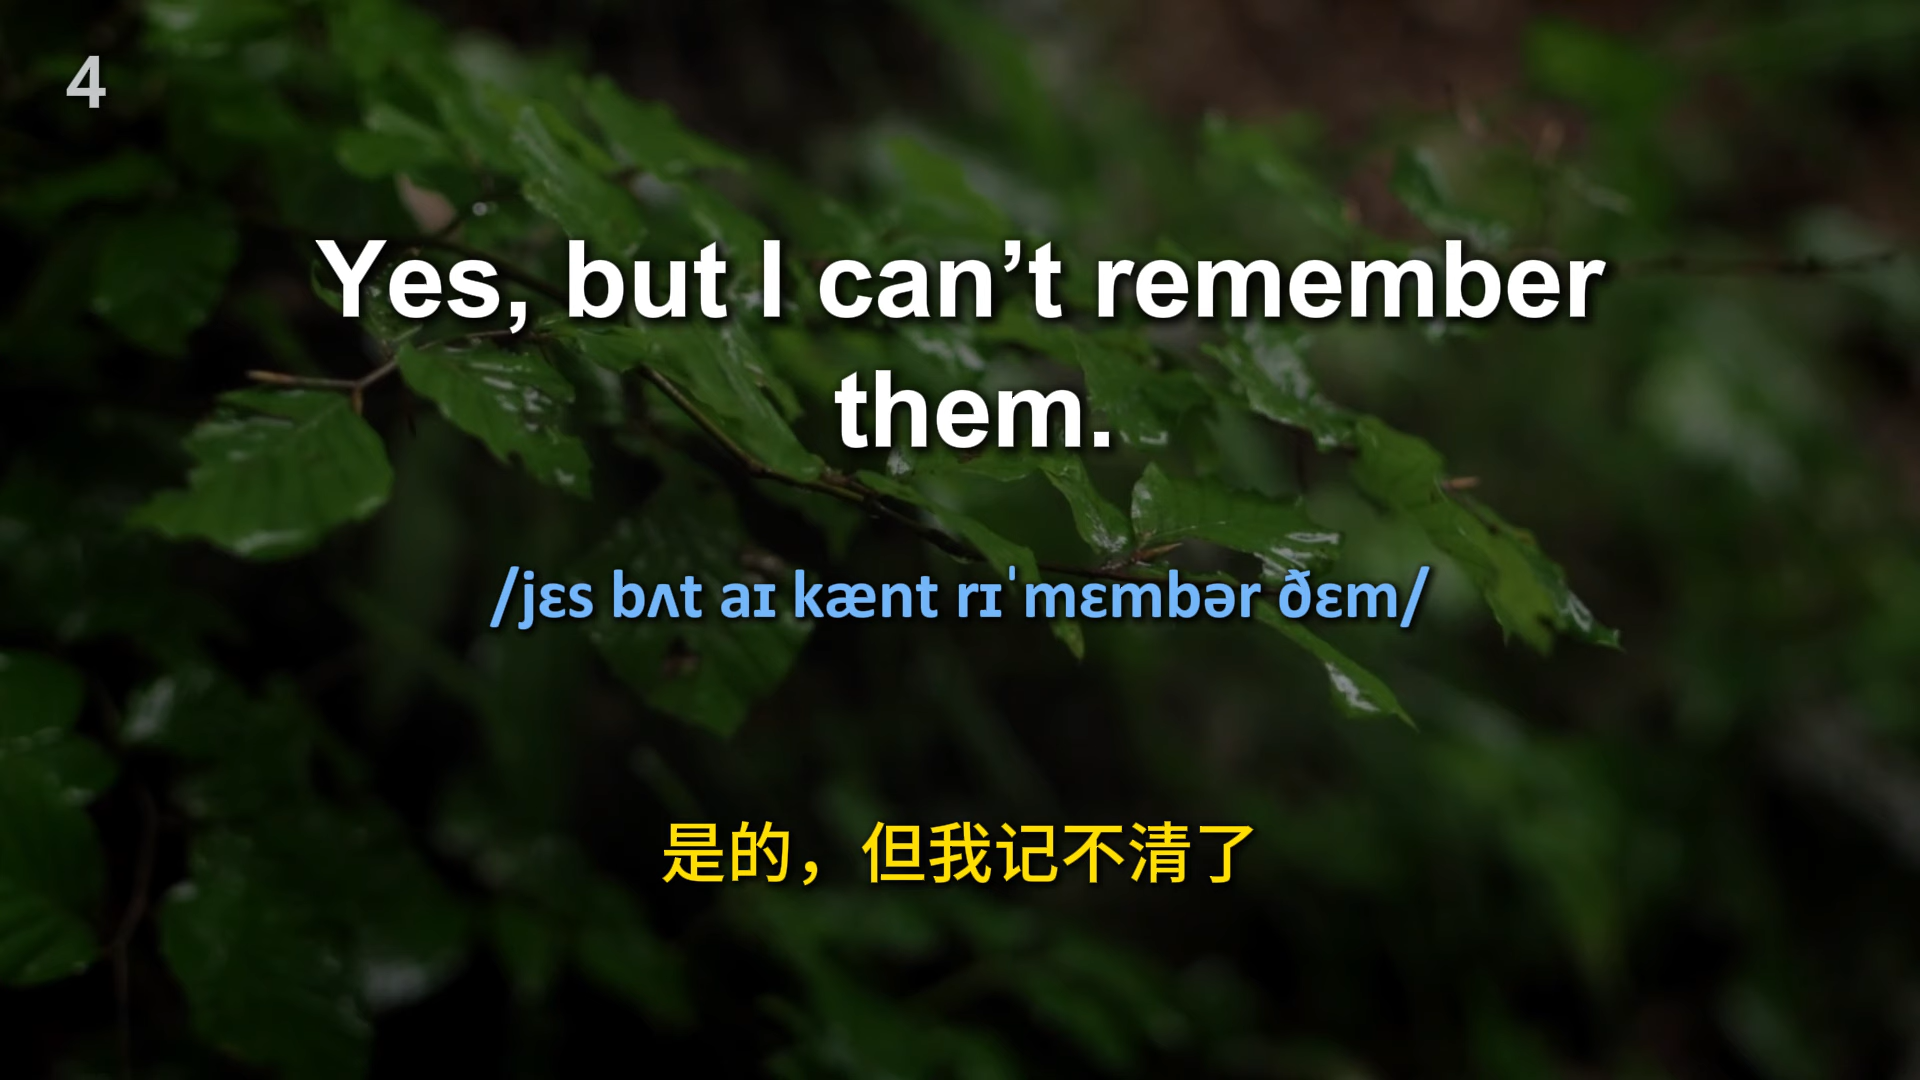 4
Yes, but I can’t remember
them.
/jɛs bʌt aɪ kænt rɪˈmɛmbər ðɛm/
是的，但我记不清了